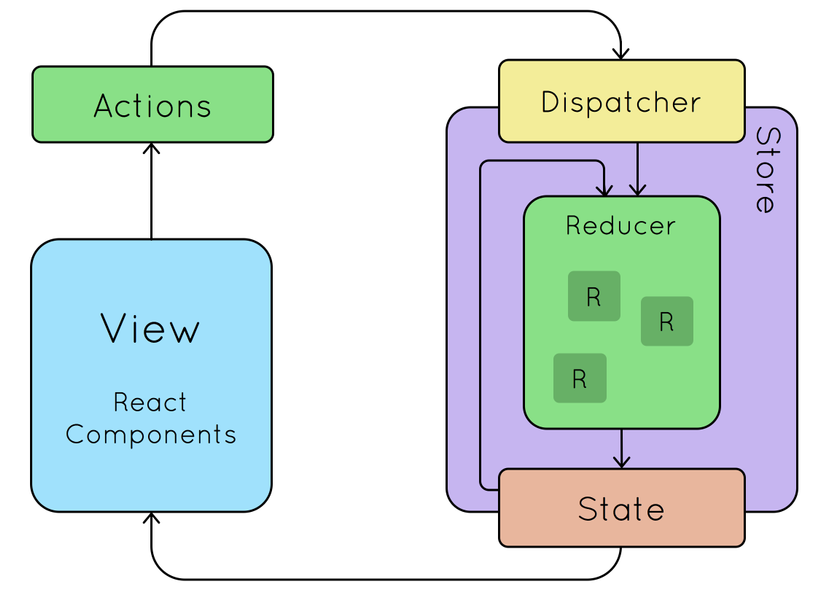 Actions
Dispatcher
Store
Reducer
R
R
R
View
React
Components
State